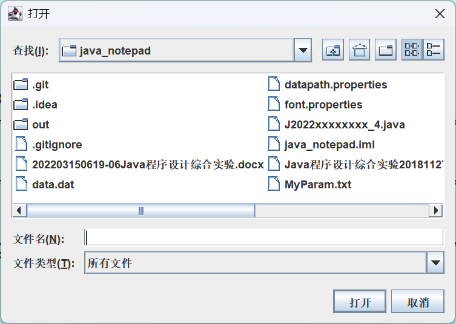 打开
查找(I): java_notepad
.git
.idea
out
.gitignore
202203150619-06Java程序设计综合实验.docx
data.dat
datapath.properties
font.properties
J2022xxxxxxxx_4.java
java_notepad.iml
Java程序设计综合实验2018112
MyParam.txt
文件名(N):
文件类型(T): 所有文件
打开 取消